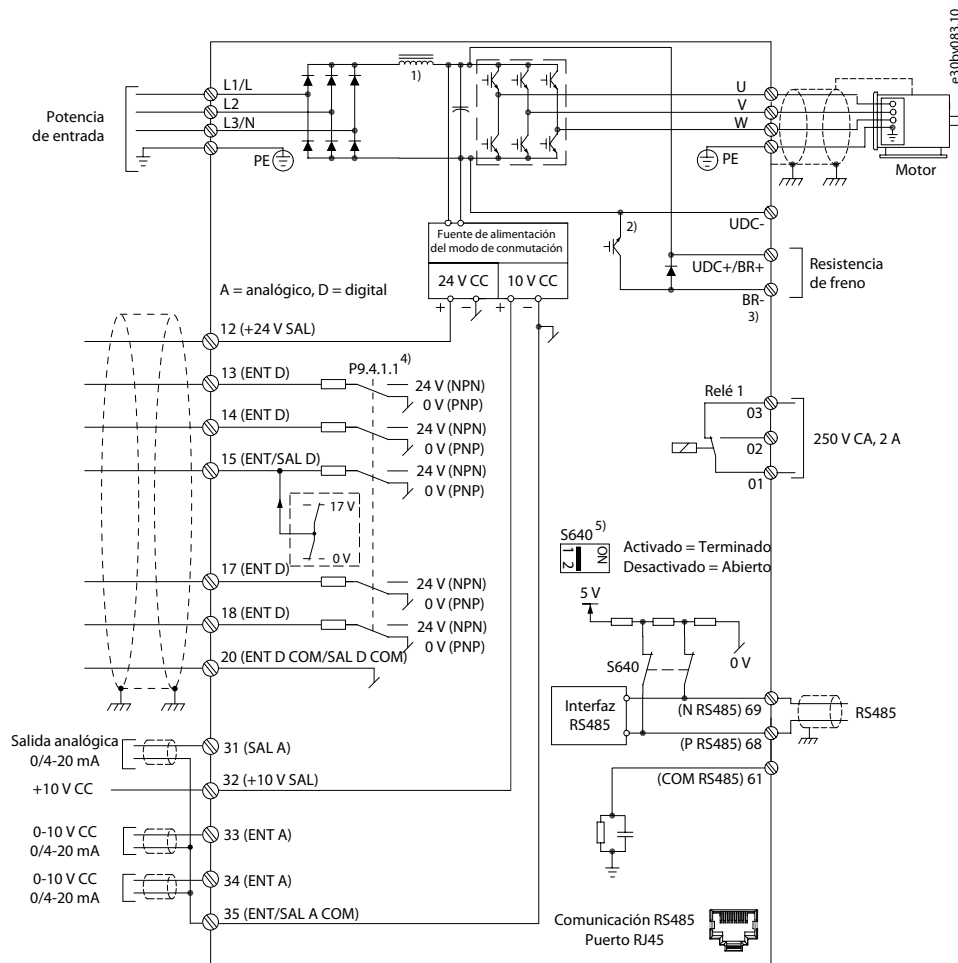 e30bv083.10
Potencia
de entrada
L1/L
L2
L3/N
PE
1)
U
V
W
PE
Motor
UDC-
2)
UDC+/BR+
BR-
3)
Resistencia
de freno
Fuente de alimentación
del modo de conmutación
24 V CC
10 V CC
+
−
+
−
A = analógico, D = digital
12 (+24 V SAL)
P9.4.1.1 4)
13 (ENT D)
24 V (NPN)
0 V (PNP)
14 (ENT D)
24 V (NPN)
0 V (PNP)
15 (ENT/SAL D)
24 V (NPN)
0 V (PNP)
17 V
0 V
17 (ENT D)
24 V (NPN)
0 V (PNP)
18 (ENT D)
24 V (NPN)
0 V (PNP)
20 (ENT D COM/SAL D COM)
Relé 1
03
02
01
250 V CA, 2 A
S640 5)
1 2
ON
Activado = Terminado
Desactivado = Abierto
5 V
0 V
S640
Interfaz
RS485
(N RS485) 69
(P RS485) 68
(COM RS485) 61
RS485
Salida analógica
0/4-20 mA
31 (SAL A)
+10 V CC
32 (+10 V SAL)
0-10 V CC
0/4-20 mA
33 (ENT A)
0-10 V CC
0/4-20 mA
34 (ENT A)
35 (ENT/SAL A COM)
Comunicación RS485
Puerto RJ45